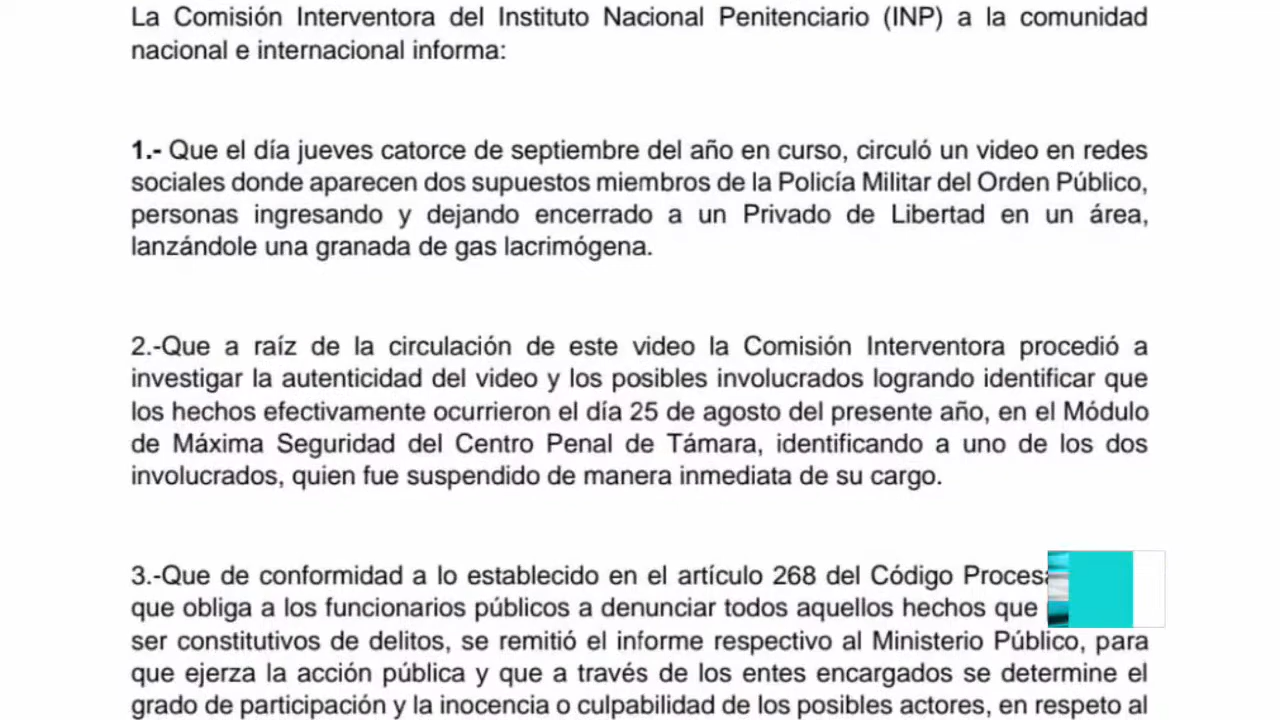 La Comisión Interventora del Instituto Nacional Penitenciario (INP) a la comunidad
nacional e internacional informa:
1.- Que el día jueves catorce de septiembre del año en curso, circuló un video en redes
sociales donde aparecen dos supuestos miembros de la Policía Militar del Orden Público,
personas ingresando y dejando encerrado a un Privado de Libertad en un área,
lanzándole una granada de gas lacrimógena.
2.-Que a raíz de la circulación de este video la Comisión Interventora procedió a
investigar la autenticidad del video y los posibles involucrados logrando identificar que
los hechos efectivamente ocurrieron el día 25 de agosto del presente año, en el Módulo
de Máxima Seguridad del Centro Penal de Támara, identificando a uno de los dos
involucrados, quien fue suspendido de manera inmediata de su cargo.
3.-Que de conformidad a lo establecido en el artículo 268 del Código
que obliga a los funcionarios públicos a denunciar todos aquellos hechos que
ser constitutivos de delitos, se remitió el informe respectivo al Ministerio Público, para
que ejerza la acción pública y que a través de los entes encargados se determine el
grado de participación y la inocencia o culpabilidad de los posibles actores, en respeto al